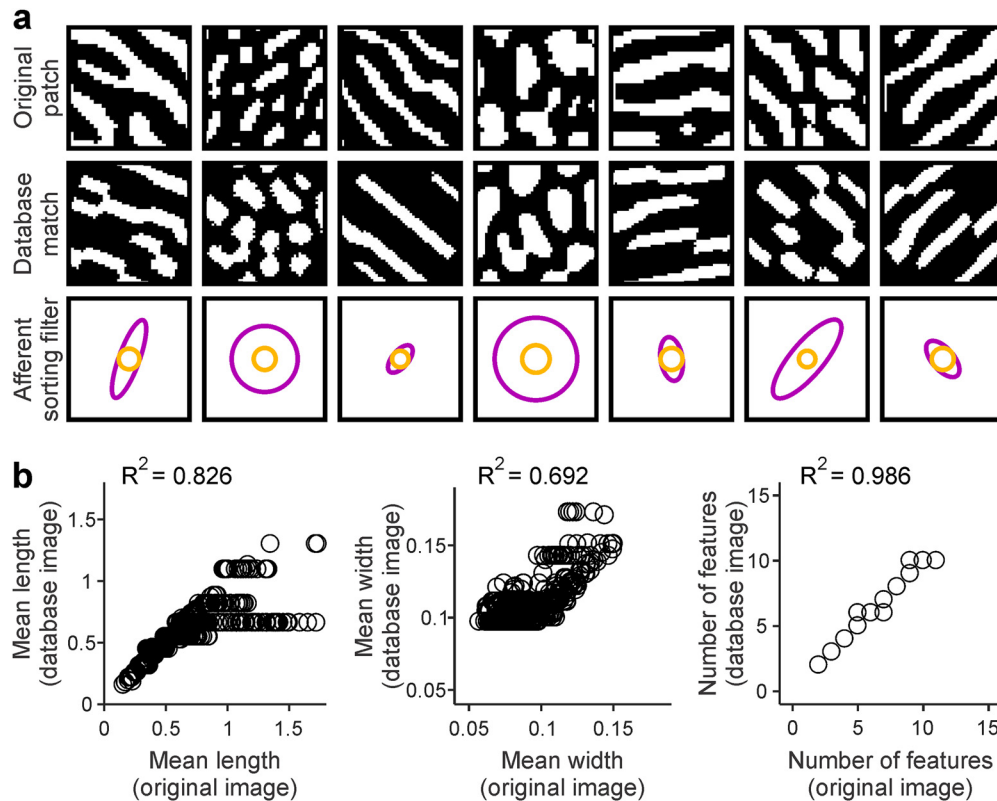 a
Original
patch
Database
match
Afferent
sorting filter
b
R² = 0.826
Mean length
(database image)
1.5
1
0.5
0
0
0.5
1
1.5
Mean length
(original image)
R² = 0.692
Mean width
(database image)
0.15
0.1
0.05
0.05
0.1
0.15
Mean width
(original image)
R² = 0.986
Number of features
(database image)
15
10
5
0
0
5
10
15
Number of features
(original image)